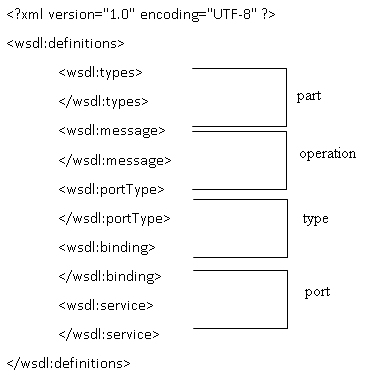 <?xml version="1.0" encoding="UTF-8" ?>
<wsdl:definitions>
<wsdl:types>
part
</wsdl:types>
<wsdl:message>
operation
</wsdl:message>
<wsdl:portType>
</wsdl:portType>
type
<wsdl:binding>
</wsdl:binding>
port
<wsdl:service>
</wsdl:service>
</wsdl:definitions>